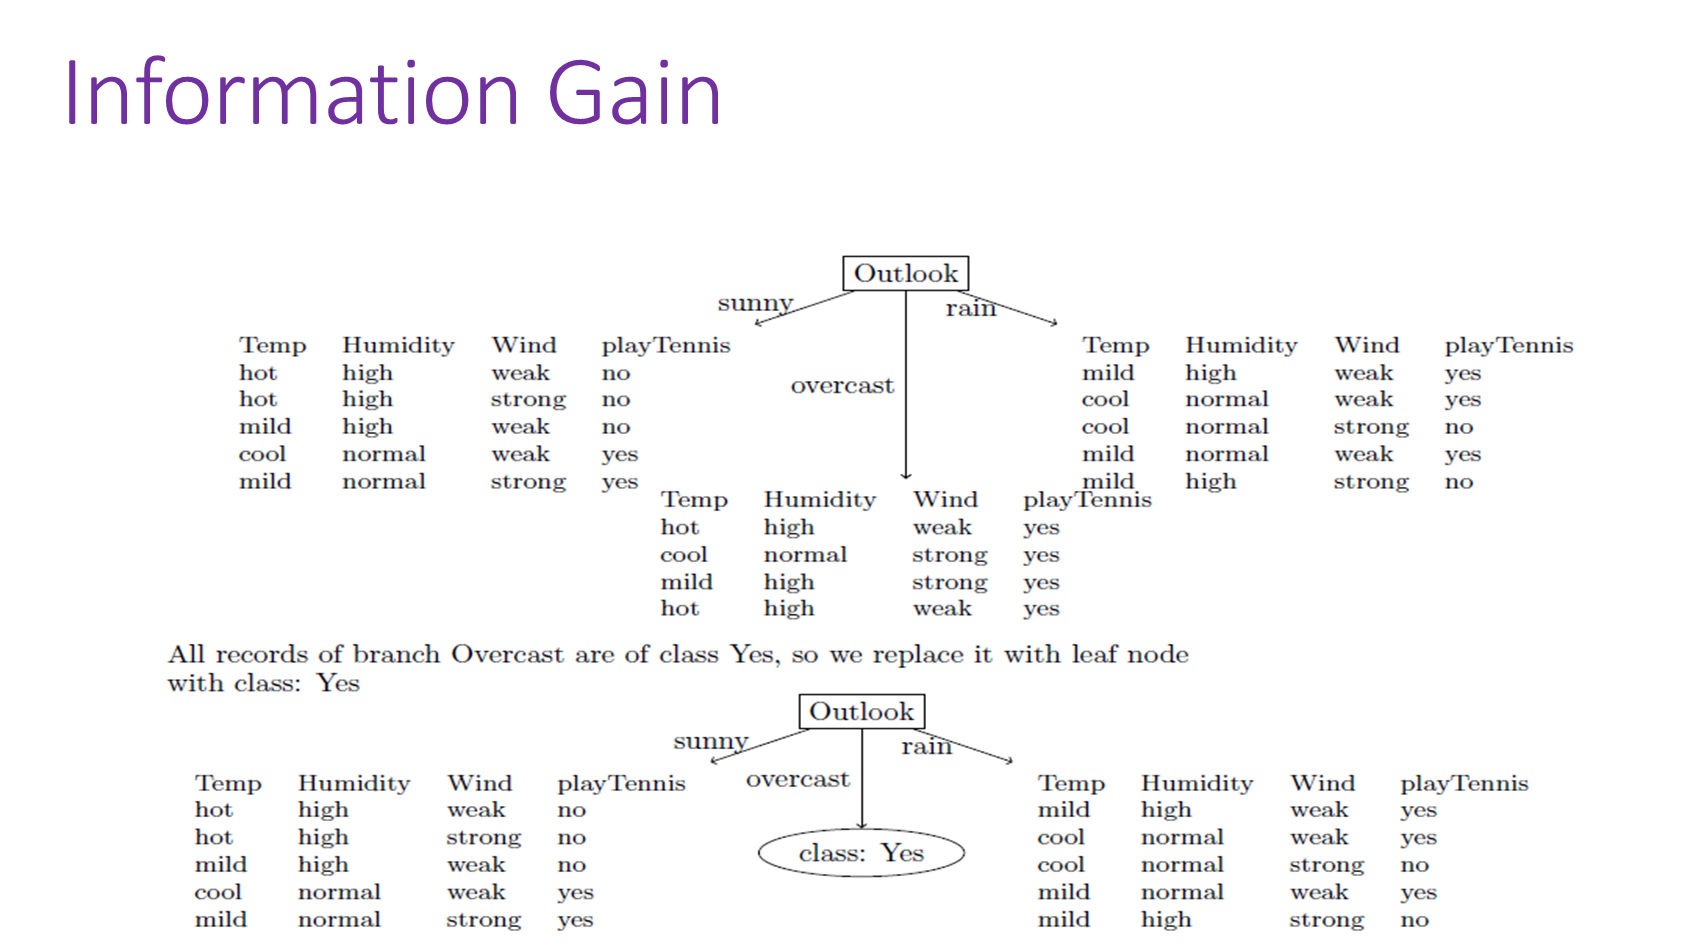 Information Gain
Outlook
sunny
rain
overcast
Temp Humidity Wind playTennis
hot high weak no
hot high strong no
mild high weak no
cool normal weak yes
mild normal strong yes
Temp Humidity Wind playTennis
mild high weak yes
cool normal weak yes
cool normal strong no
mild normal weak yes
mild high strong no
Temp Humidity Wind playTennis
hot high weak yes
cool normal strong yes
mild high strong yes
hot high weak yes
All records of branch Overcast are of class Yes, so we replace it with leaf node
with class: Yes
Outlook
sunny
rain
overcast
Temp Humidity Wind playTennis
hot high weak no
hot high strong no
mild high weak no
cool normal weak yes
mild normal strong yes
class: Yes
Temp Humidity Wind playTennis
mild high weak yes
cool normal weak yes
cool normal strong no
mild normal weak yes
mild high strong no